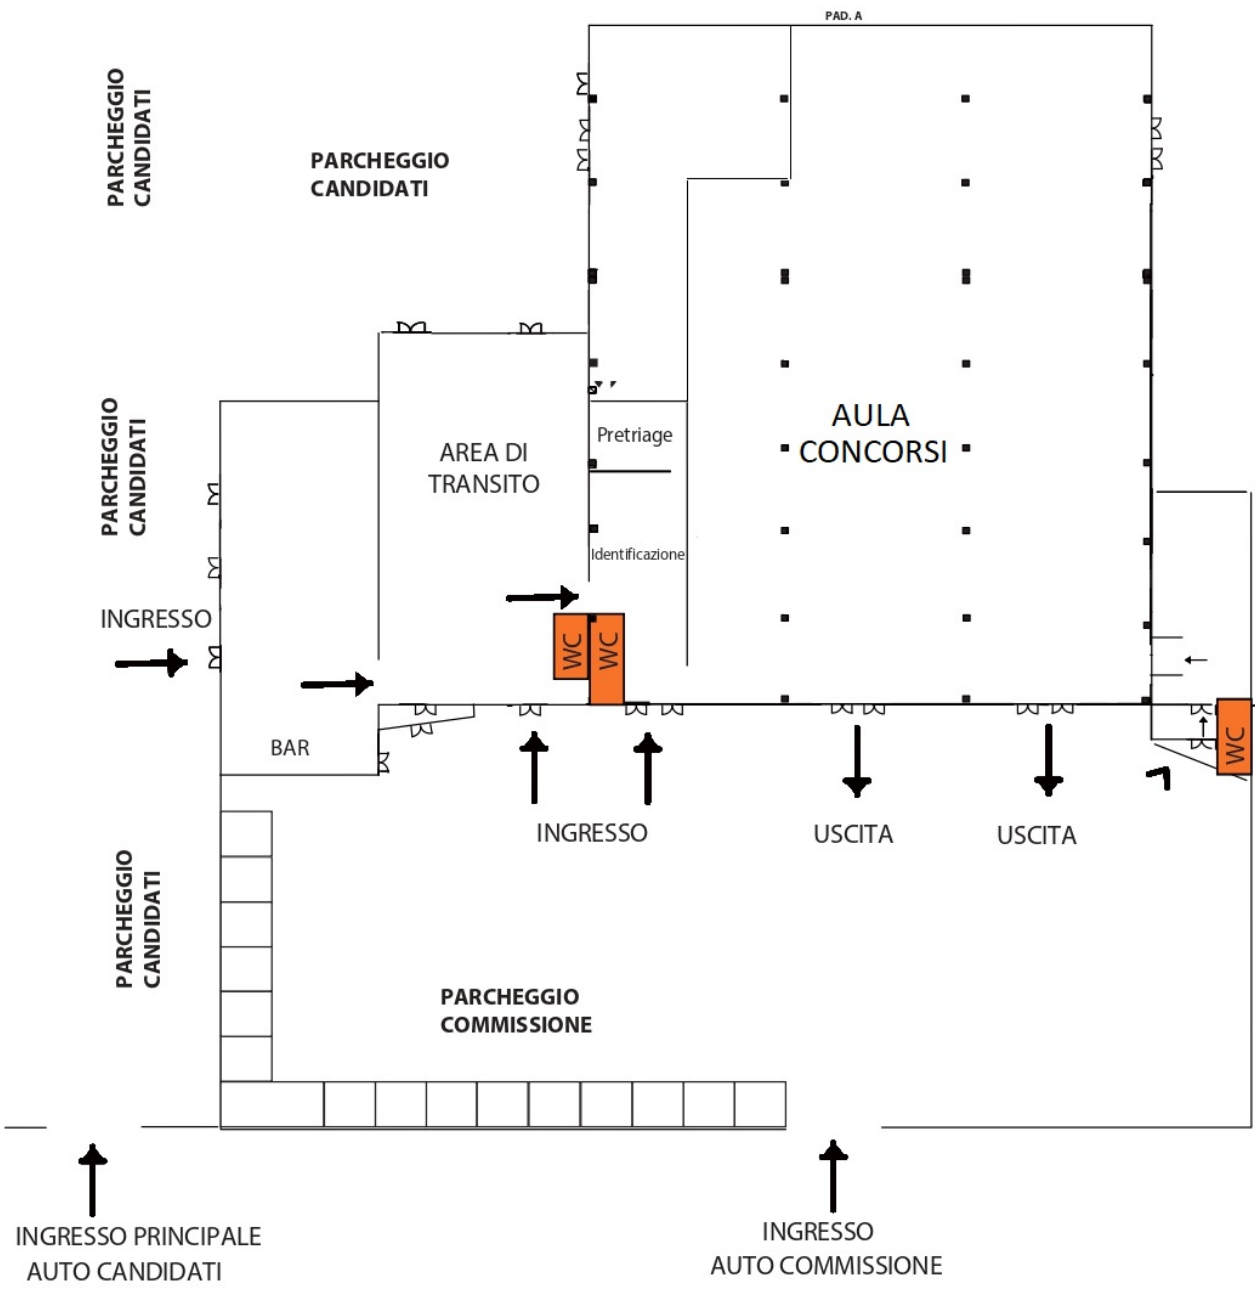 PAD. A
PARCHEGGIO
CANDIDATI
PARCHEGGIO
CANDIDATI
PARCHEGGIO
CANDIDATI
AREA DI
TRANSITO
Pretriage
Identificazione
AULA
CONCORSI
INGRESSO
WC
WC
WC
BAR
INGRESSO
USCITA
USCITA
PARCHEGGIO
CANDIDATI
PARCHEGGIO
COMMISSIONE
INGRESSO PRINCIPALE
AUTO CANDIDATI
INGRESSO
AUTO COMMISSIONE